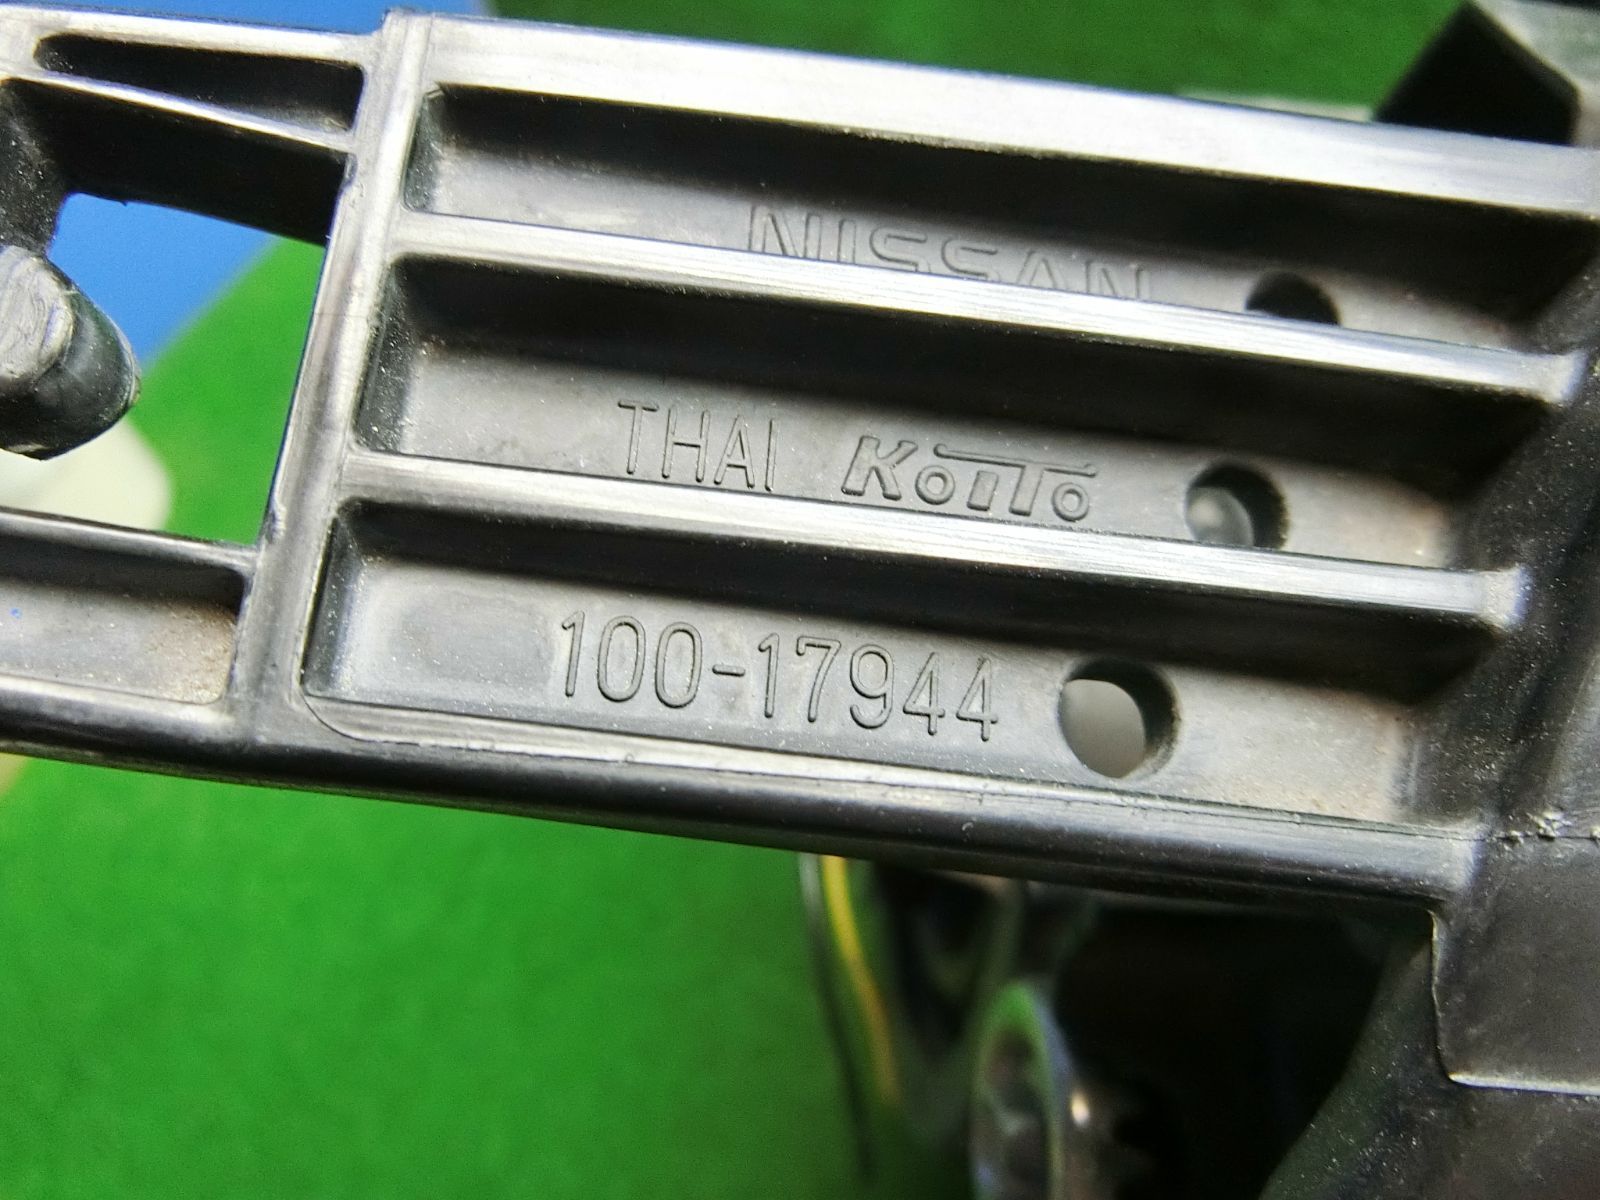 NISSAN
THAI KOITO
100-17944